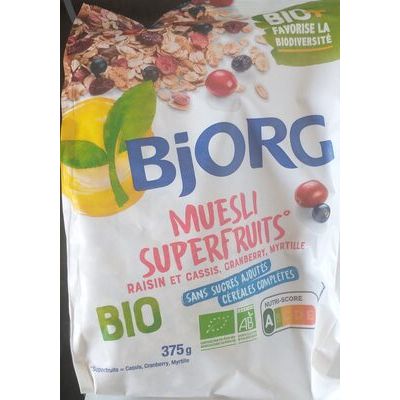 BIO+
FAVORISE LA
BIODIVERSITÉ
BjORG
MUESLI
SUPERFRUITS°
RAISIN ET CASSIS, CRANBERRY, MYRTILLE
SANS SUCRES AJOUTÉS
CÉRÉALES COMPLÈTES
BIO
NUTRI-SCORE
A B C D E
AB
375g
°Superfruits = Cassis, Cranberry, Myrtille